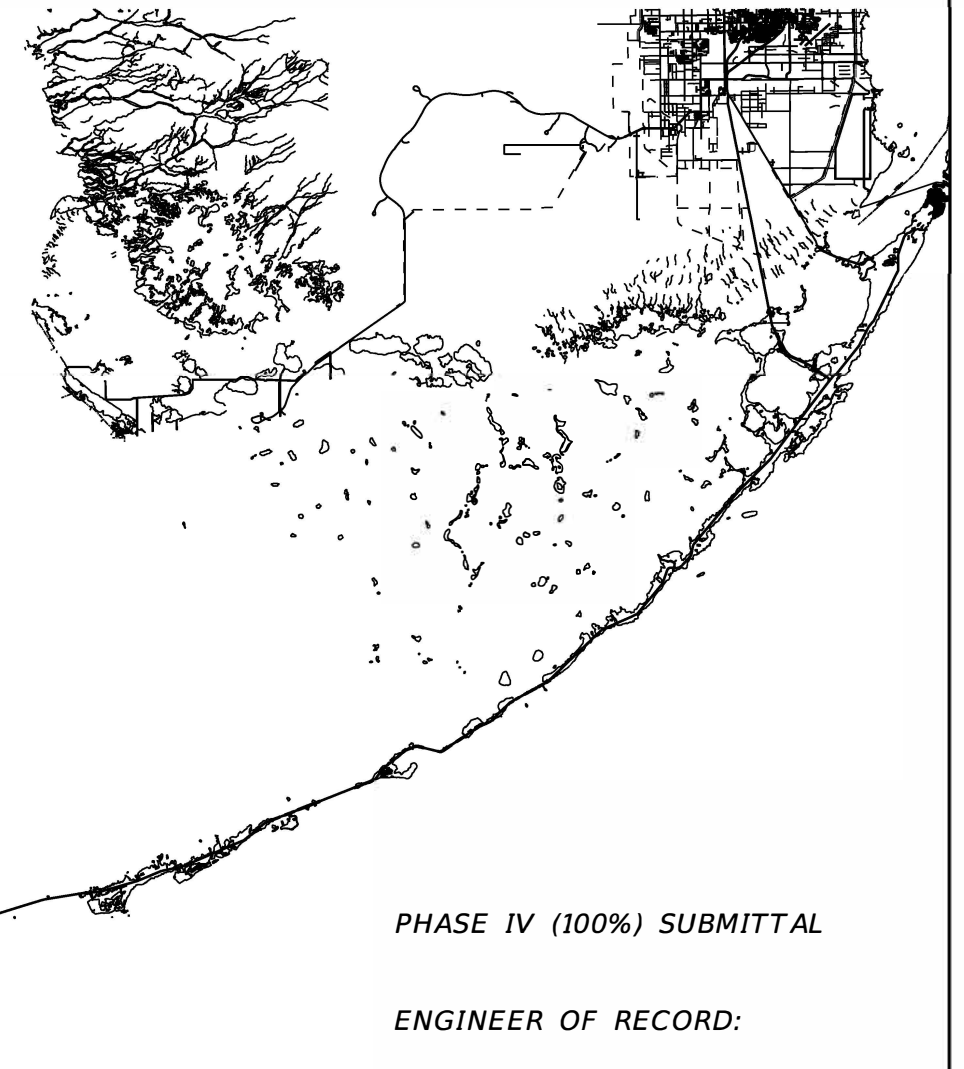 PHASE IV (100%) SUBMITTAL
ENGINEER OF RECORD: